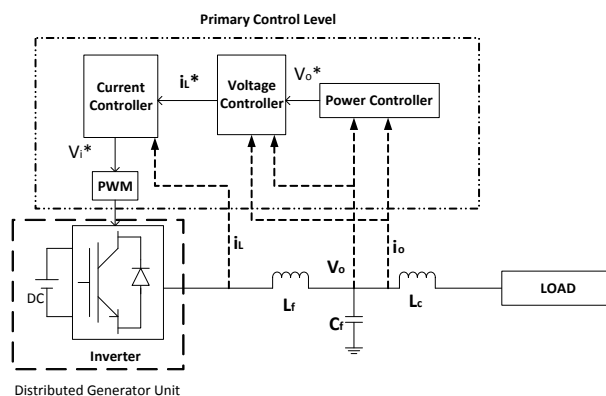 Primary Control Level
Current
Controller
iL*
Voltage
Controller
Vo*
Power Controller
Vi*
PWM
iL
Vo
io
DC
Lf
Lc
LOAD
Cf
Inverter
Distributed Generator Unit